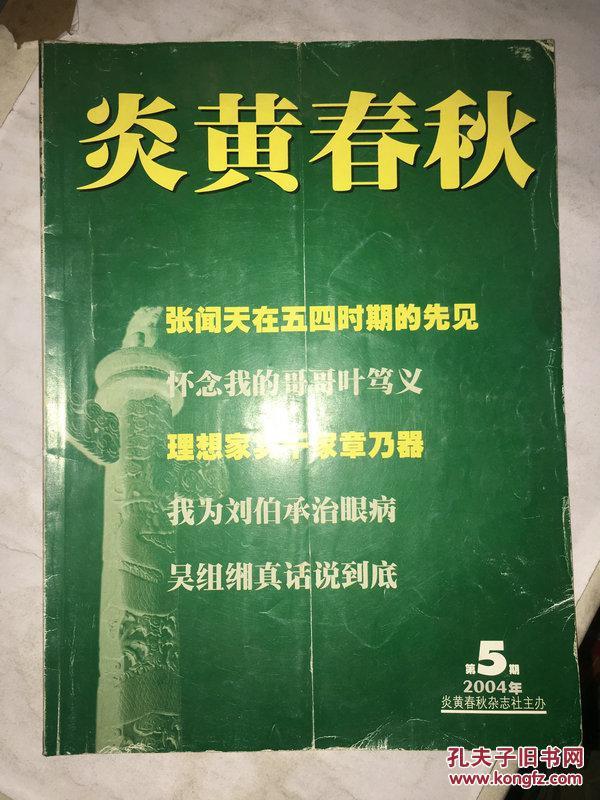 炎黄春秋
张闻天在五四时期的先见
怀念我的哥哥叶笃义
理想家实干家章乃器
我为刘伯承治眼病
吴组缃真话说到底
第5期
2004年
炎黄春秋杂志社主办
孔夫子旧书网
www.kongfz.com